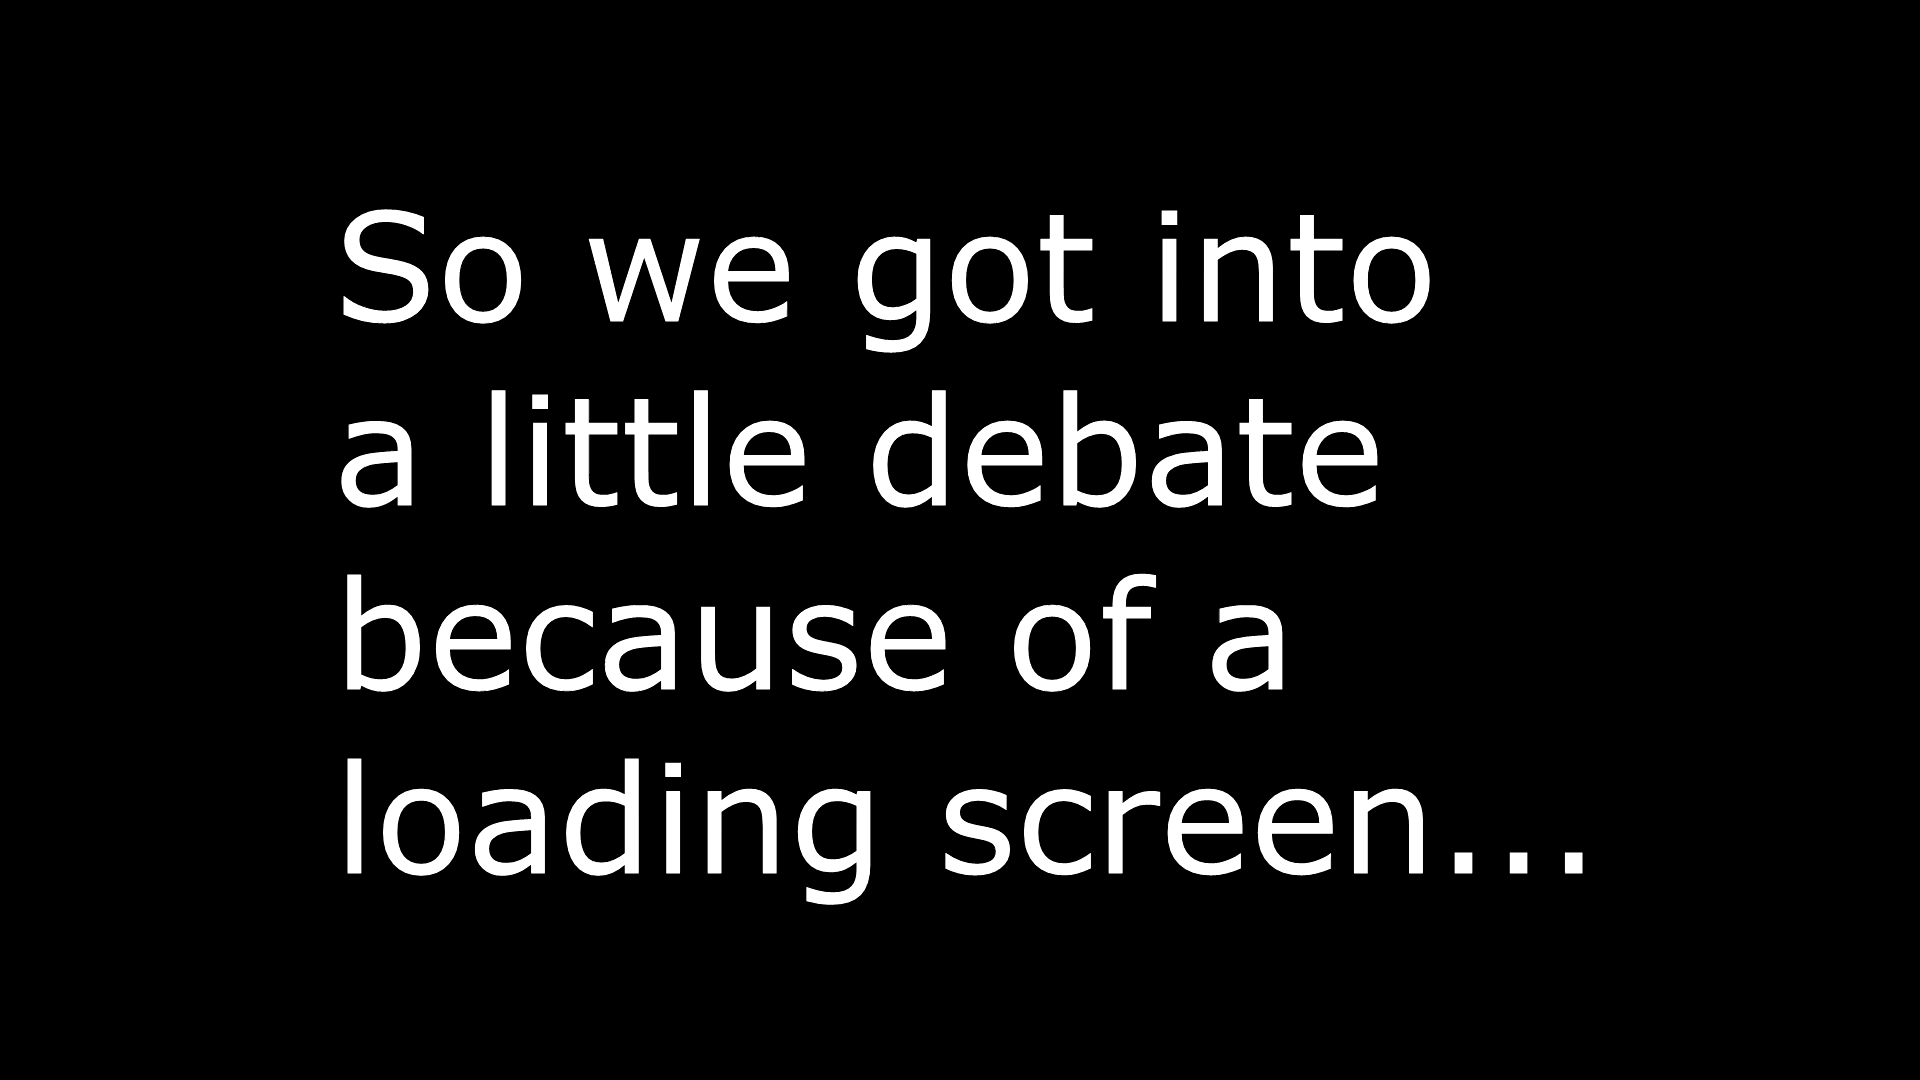 So we got into
a little debate
because of a
loading screen...